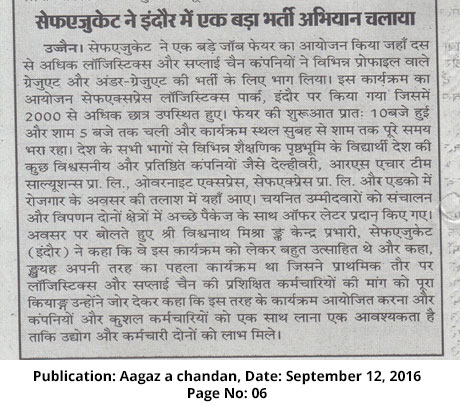 सेफएजुकेट ने इंदौर में एक बड़ा भर्ती अभियान चलाया
उज्जैन। सेफएजुकेट ने एक बड़े जॉब फेयर का आयोजन किया जहाँ दस
से अधिक लॉजिस्टिक्स और सप्लाई चैन कंपनियों ने विभिन्न प्रोफाइल वाले
ग्रेजुएट और अंडर-ग्रेजुएट की भर्ती के लिए भाग लिया। इस कार्यक्रम का
आयोजन सेफएक्सप्रेस लॉजिस्टिक्स पार्क, इंदौर पर किया गया जिसमें
2000 से अधिक छात्र उपस्थित हुए। फेयर की शुरूआत प्रातः 10बजे हुई
और शाम 5 बजे तक चली और कार्यक्रम स्थल सुबह से शाम तक पूरे समय
भरा रहा। देश के सभी भागों से विभिन्न शैक्षणिक पृष्ठभूमि के विद्यार्थी देश की
कुछ विश्वसनीय और प्रतिष्ठित कंपनियों जैसे देल्हीवरी, आरएस एचार टीम
साल्यूशन्स प्रा. लि., ओवरनाइट एक्सप्रेस, सेफएक्प्रेस प्रा. लि. और एडको में
रोजगार के अवसर की तलाश में यहाँ आए। चयनित उम्मीदवारों को संचालन
और विपणन दोनों क्षेत्रों में अच्छे पैकेज के साथ ऑफर लेटर प्रदान् किए गए।
अवसर पर बोलते हुए श्री विश्वनाथ मिश्रा ङ्क केन्द्र प्रभारी, सेफएजुकेट
(इंदौर) ने कहा कि वे इस कार्यक्रम को लेकर बहुत उत्साहित थे और कहा,
ङ्घयह अपनी तरह का पहला कार्यक्रम था जिसने प्राथमिक तौर पर
लॉजिस्टिक्स और सप्लाई चैन की प्रशिक्षित कर्मचारियों की मांग को पूरा
कियाङ्घ उन्होंने जोर देकर कहा कि इस तरह के कार्यक्रम आयोजित करना और
कंपनियों और कुशल कर्मचारियों को एक साथ लाना एक आवश्यकता है
ताकि उद्योग और कर्मचारी दोनों को लाभ मिले।
Publication: Aagaz a chandan, Date: September 12, 2016
Page No: 06